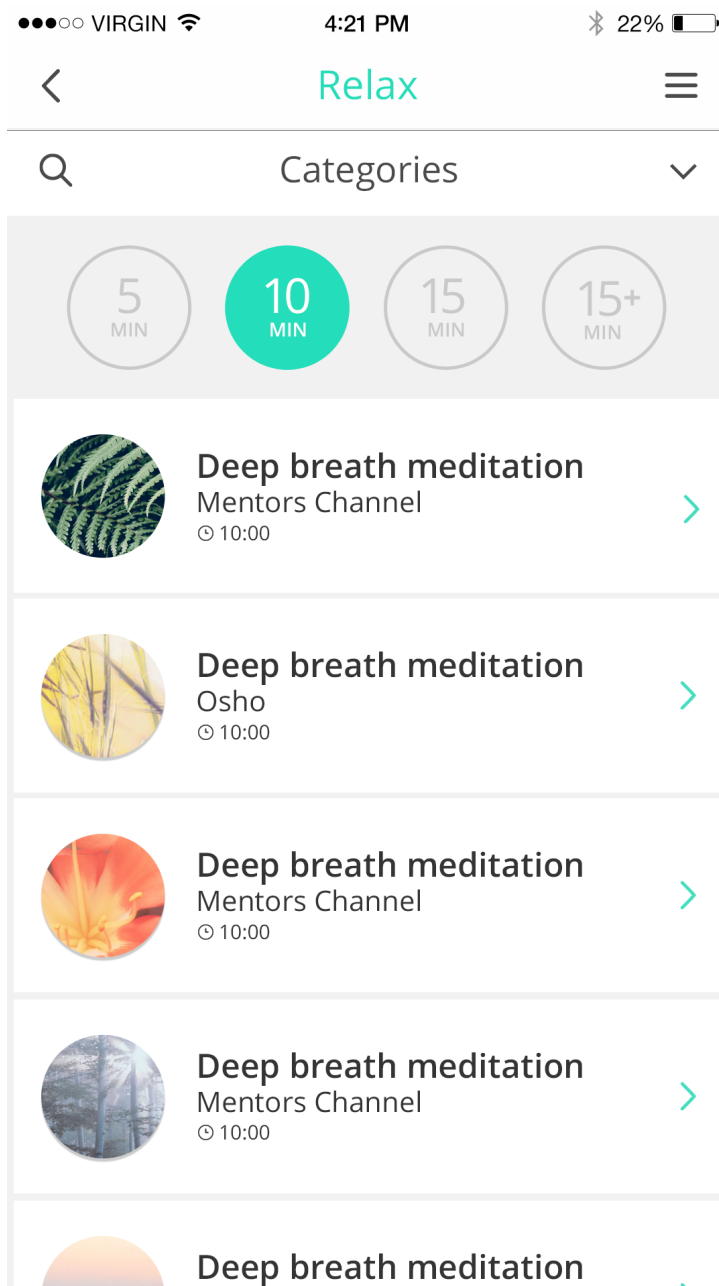 VIRGIN 4:21 PM 22%
Relax
Categories
5 10 15 15+
MIN MIN MIN MIN
Deep breath meditation
Mentors Channel
10:00
Deep breath meditation
Osho
10:00
Deep breath meditation
Mentors Channel
10:00
Deep breath meditation
Mentors Channel
10:00
Deep breath meditation